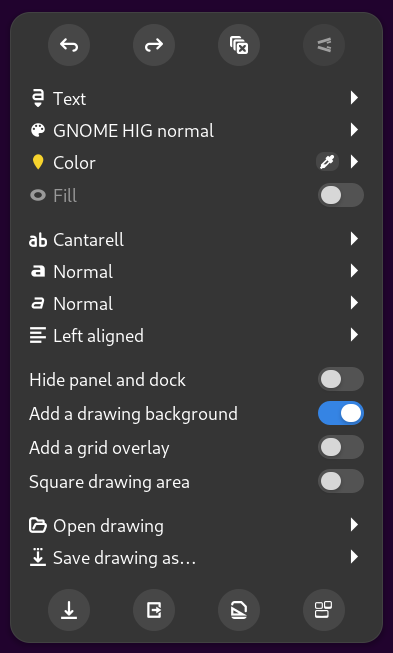 Text
GNOME HIG normal
Color
Fill
Cantarell
Normal
Normal
Left aligned
Hide panel and dock
Add a drawing background
Add a grid overlay
Square drawing area
Open drawing
Save drawing as…